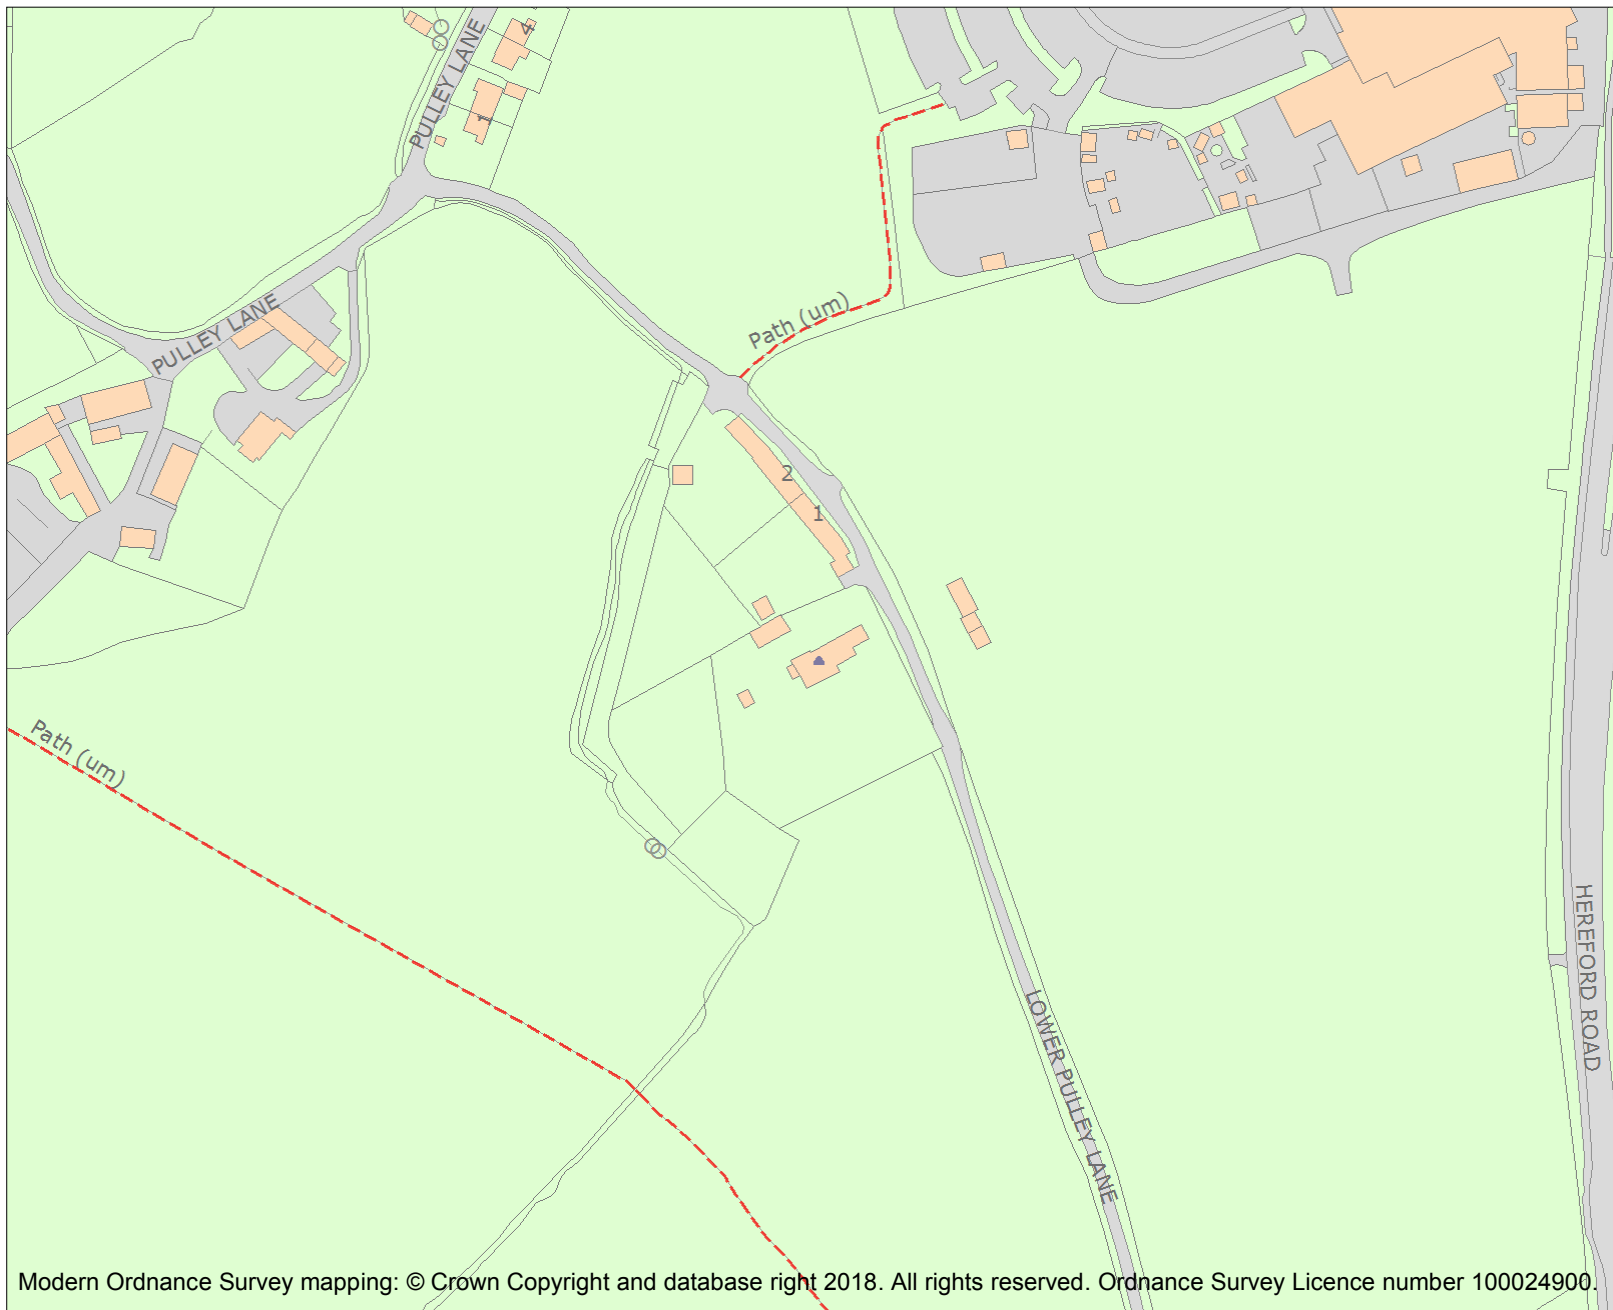 PULLEY LANE
4
1
PULLEY LANE
Path (um)
2
1
Path (um)
HEREFORD ROAD
LOWER PULLEY LANE
Modern Ordnance Survey mapping: © Crown Copyright and database right 2018. All rights reserved. Ordnance Survey Licence number 100024900.